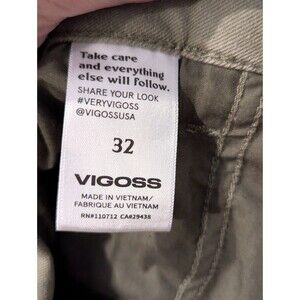 Take care
and everything
else will follow.
SHARE YOUR LOOK
#VERYVIGOSS
@VIGOSSUSA
32
VIGOSS
MADE IN VIETNAM/
FABRIQUE AU VIETNAM
RN#110712 CA#29438